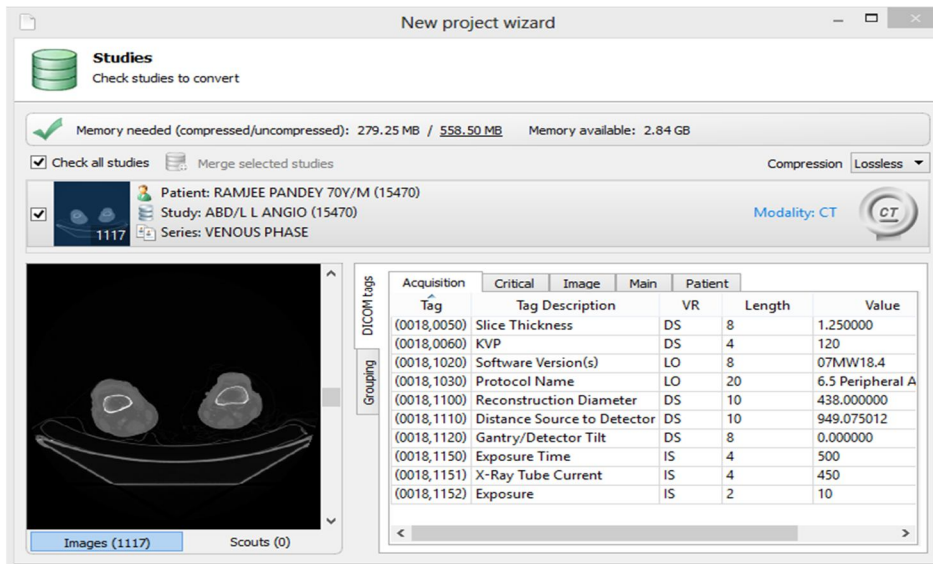 New project wizard
Studies
Check studies to convert
Memory needed (compressed/uncompressed): 279.25 MB / 558.50 MB Memory available: 2.84 GB
Check all studies Merge selected studies Compression Lossless
Patient: RAMJEE PANDEY 70Y/M (15470)
Study: ABD/L L ANGIO (15470) Modality: CT CT
1117 Series: VENOUS PHASE
DICOM tags
Grouping
Acquisition Critical Image Main Patient
Tag Tag Description VR Length Value
(0018,0050) Slice Thickness DS 8 1.250000
(0018,0060) KVP DS 4 120
(0018,1020) Software Version(s) LO 8 07MW18.4
(0018,1030) Protocol Name LO 20 6.5 Peripheral A
(0018,1100) Reconstruction Diameter DS 10 438.000000
(0018,1110) Distance Source to Detector DS 10 949.075012
(0018,1120) Gantry/Detector Tilt DS 8 0.000000
(0018,1150) Exposure Time IS 4 500
(0018,1151) X-Ray Tube Current IS 4 450
(0018,1152) Exposure IS 2 10
Images (1117) Scouts (0)